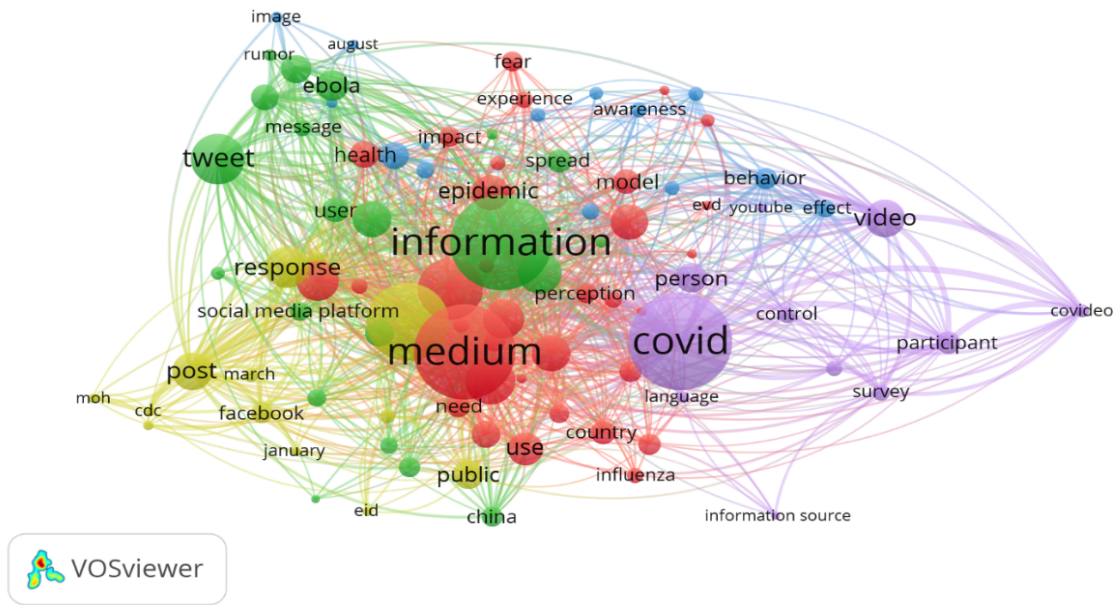 image
august
rumor
fear
ebola
experience
awareness
message
impact
tweet
health
spread
epidemic
model
behavior
user
evd
youtube
effect
video
information
response
person
perception
social media platform
control
covideo
covid
medium
participant
post
march
moh
cdc
facebook
need
language
survey
january
use
country
public
influenza
eid
china
information source
VOSviewer